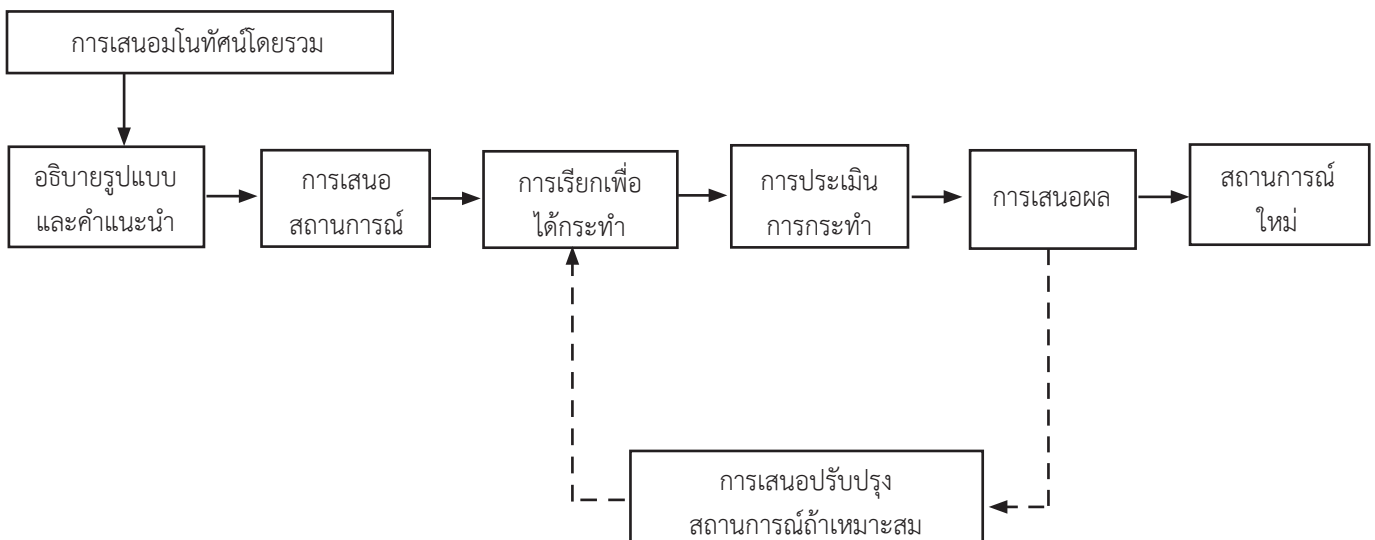 การเสนอมโนทัศน์โดยรวม
อธิบายรูปแบบ
และคำแนะนำ
การเสนอ
สถานการณ์
การเรียกเพื่อ
ได้กระทำ
การประเมิน
การกระทำ
การเสนอผล
สถานการณ์
ใหม่
การเสนอปรับปรุง
สถานการณ์ถ้าเหมาะสม